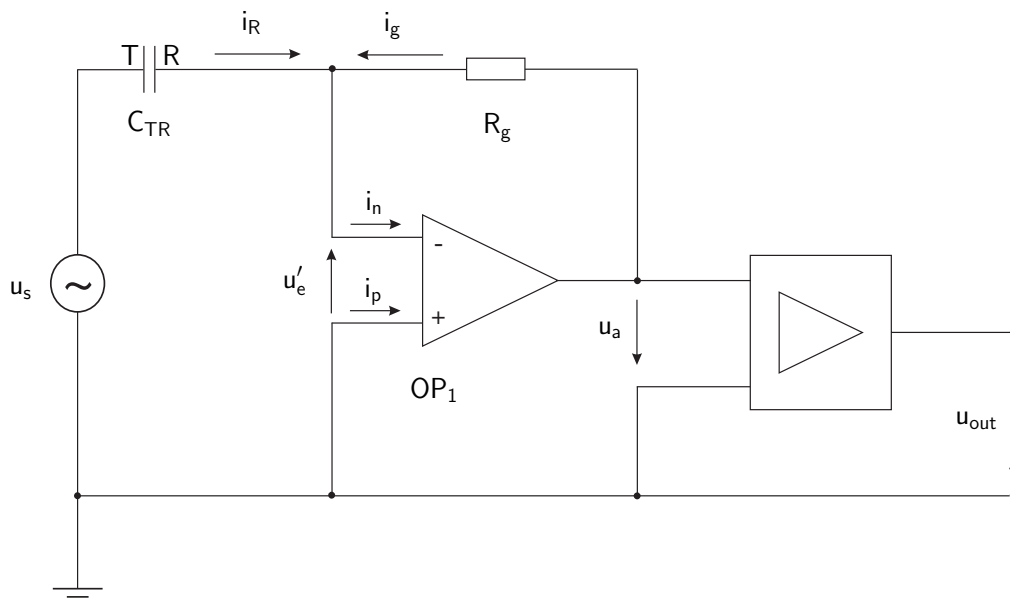 i_R i_g
T R
C_TR
R_g
i_n
-
u_s ~ u'_e i_p
+
u_a
OP_1
u_out